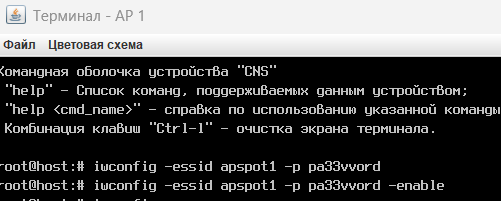 Терминал - AP 1
Файл Цветовая схема
Командная оболочка устройства "CNS"
"help" - Список команд, поддерживаемых данным устройством;
"help <cmd_name>" - справка по использованию указанной команды
Комбинация клавиш "Ctrl-l" - очистка экрана терминала.
root@host:# iwconfig -essid apspot1 -p pa33vvord
root@host:# iwconfig -essid apspot1 -p pa33vvord -enable